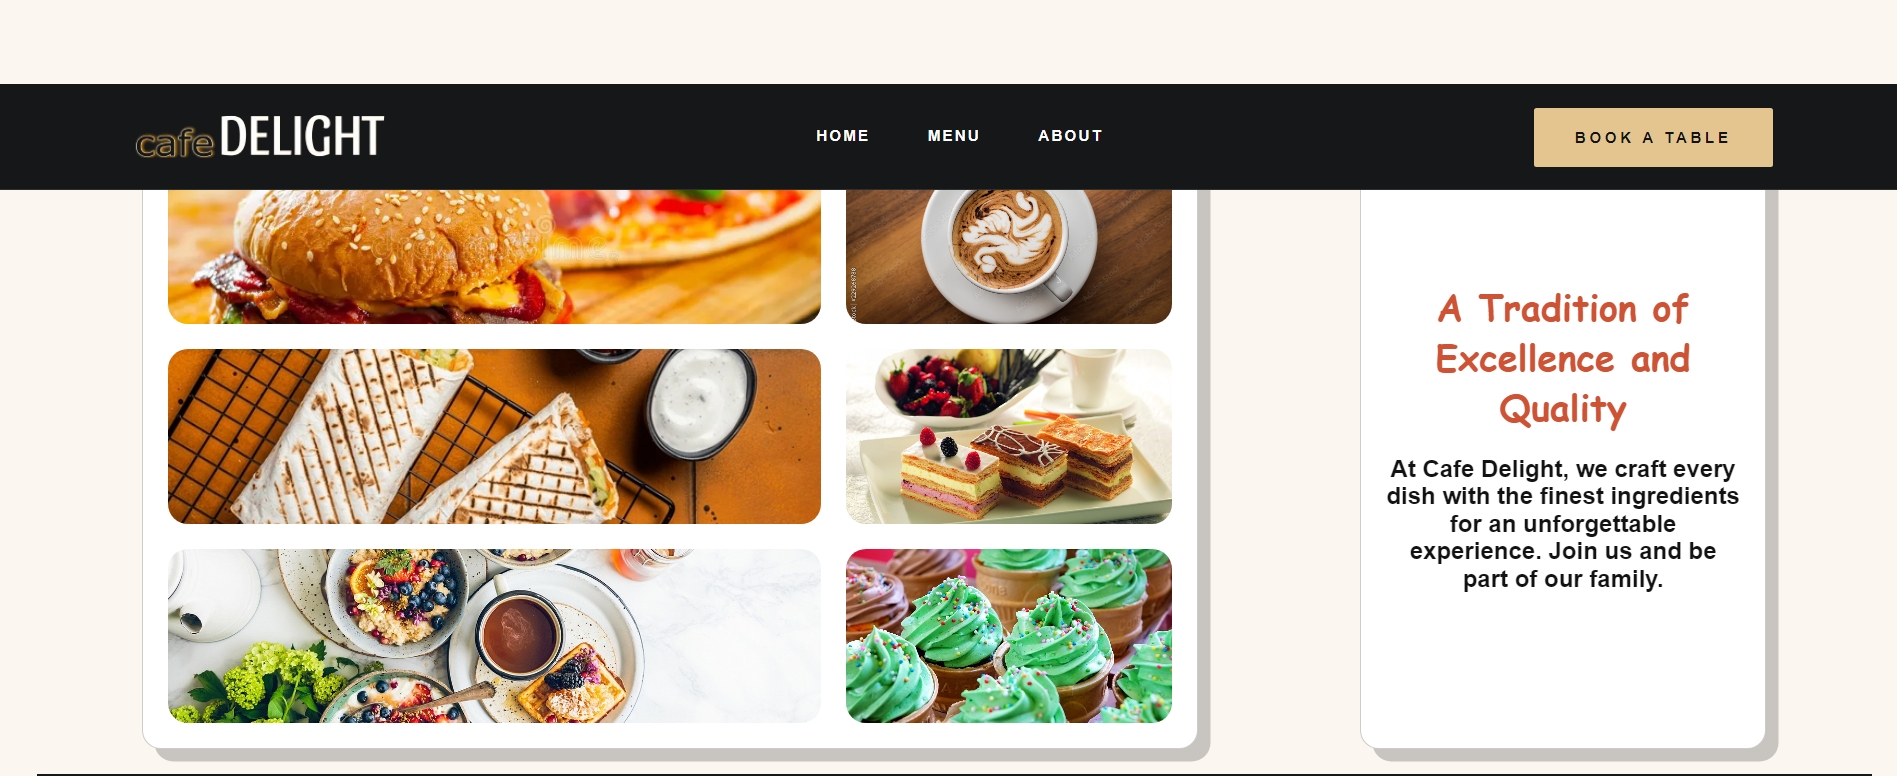 cafe DELIGHT
HOME MENU ABOUT
BOOK A TABLE
A Tradition of
Excellence and
Quality
At Cafe Delight, we craft every
dish with the finest ingredients
for an unforgettable
experience. Join us and be
part of our family.